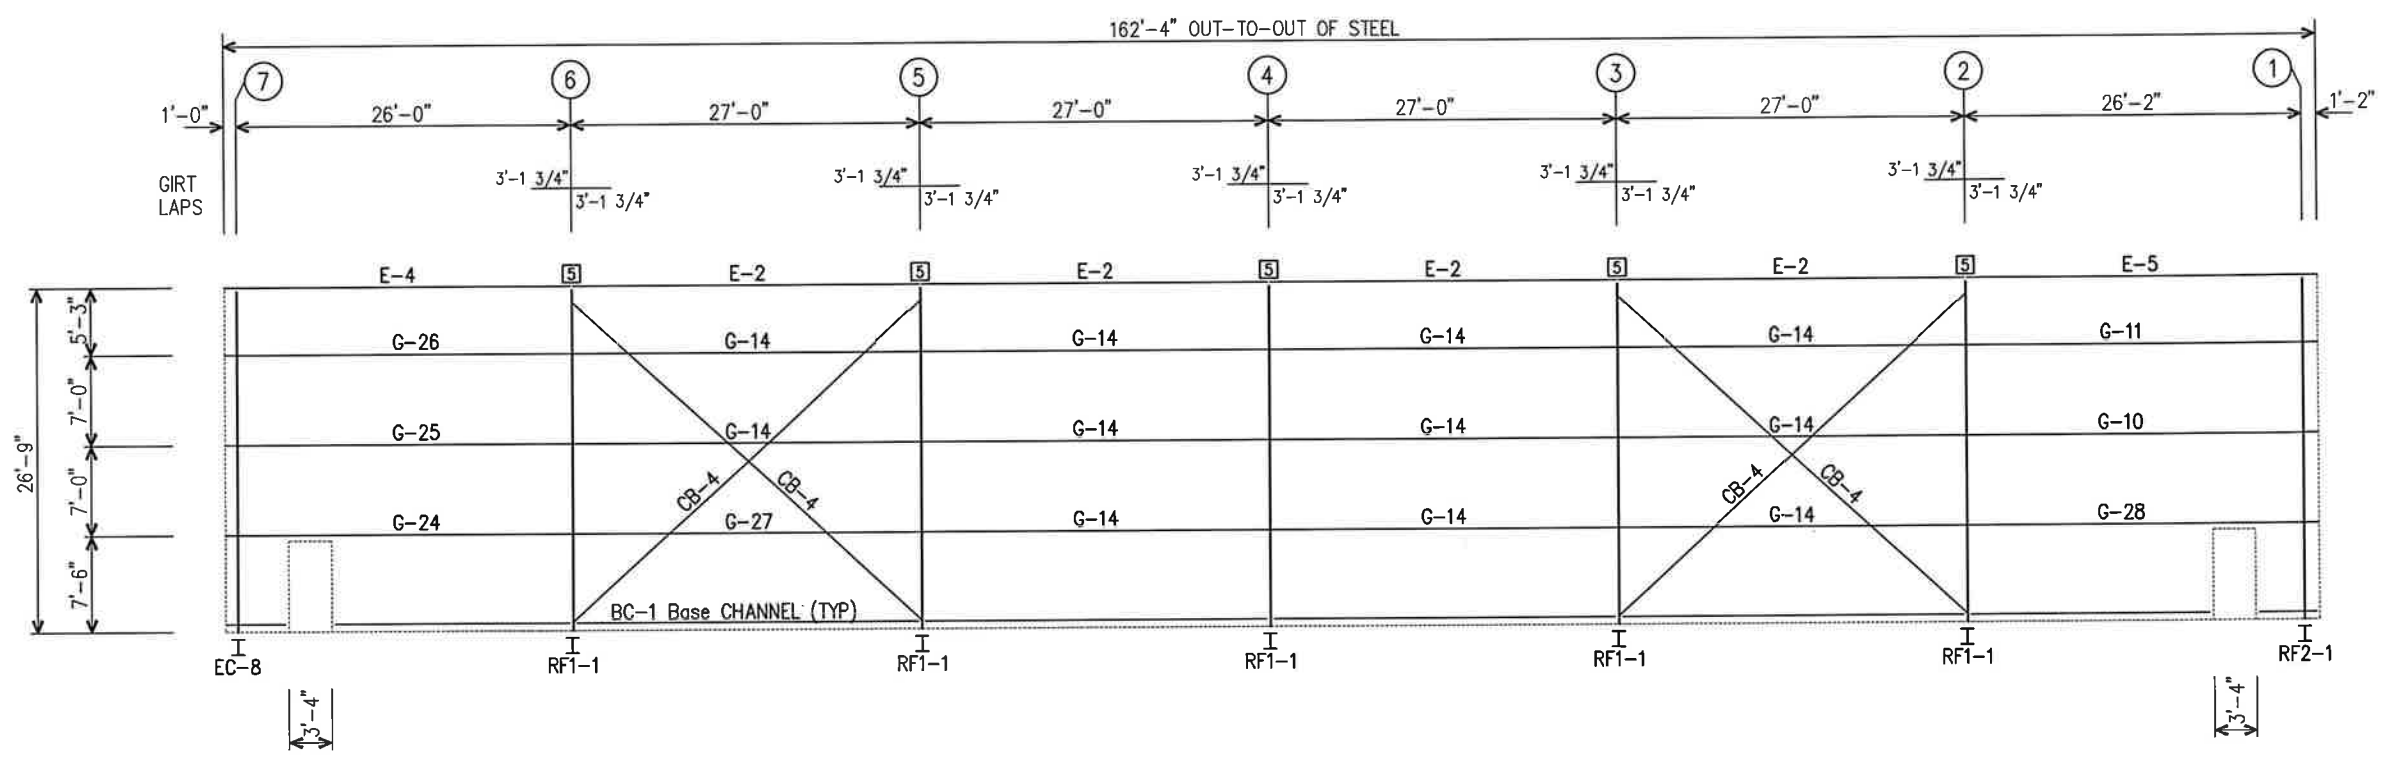 162'-4" OUT-TO-OUT OF STEEL
7 6 5 4 3 2 1
1'-0" 26'-0" 27'-0" 27'-0" 27'-0" 27'-0" 26'-2" 1'-2"
3'-1 3/4" 3'-1 3/4" 3'-1 3/4" 3'-1 3/4" 3'-1 3/4"
GIRT
LAPS
3'-1 3/4" 3'-1 3/4" 3'-1 3/4" 3'-1 3/4" 3'-1 3/4"
E-4 5 E-2 5 E-2 5 E-2 5 E-2 5 E-5
5'-3"
G-26 G-14 G-14 G-14 G-14 G-11
7'-0"
G-25 G-14 G-14 G-14 G-14 G-10
26'-9"
7'-0"
CB-4 CB-4 CB-4 CB-4
G-24 G-27 G-14 G-14 G-14 G-28
7'-6"
BC-1 Base CHANNEL (TYP)
EC-8 RF1-1 RF1-1 RF1-1 RF1-1 RF1-1 RF2-1
3'-4" 3'-4"